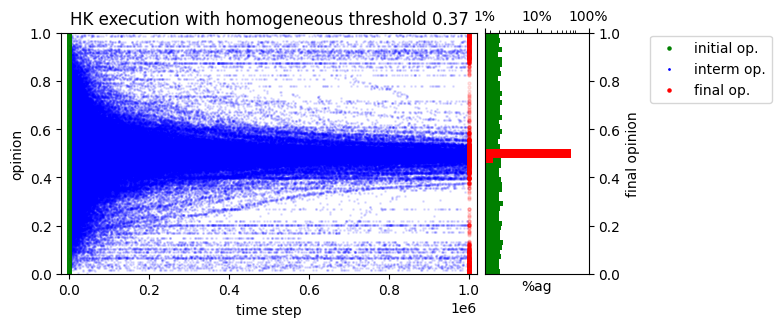 HK execution with homogeneous threshold 0.37
1% 10% 100%
initial op.
interm op.
final op.
1.0
0.8
0.6
0.4
0.2
0.0
opinion
0.0 0.2 0.4 0.6 0.8 1.0
1e6
time step
1.0
0.8
0.6
0.4
0.2
0.0
final opinion
%ag